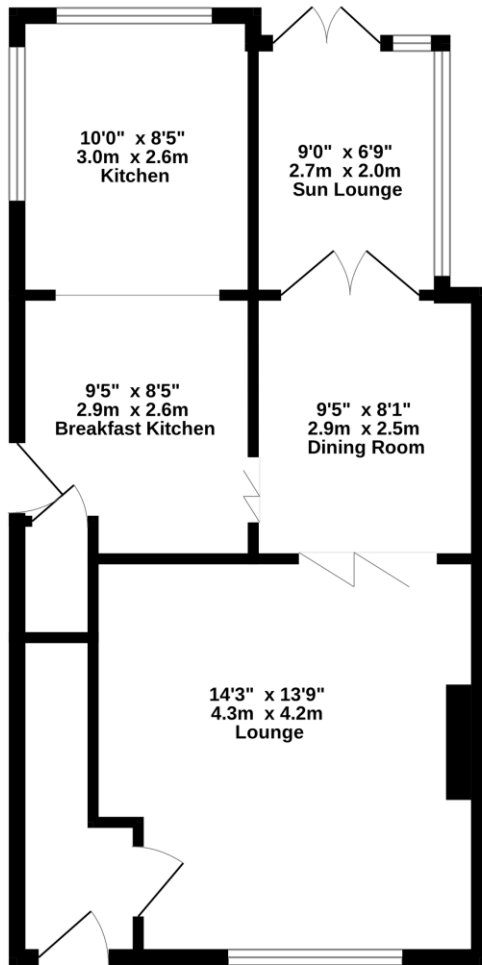 10'0" x 8'5"
3.0m x 2.6m
Kitchen
9'0" x 6'9"
2.7m x 2.0m
Sun Lounge
9'5" x 8'5"
2.9m x 2.6m
Breakfast Kitchen
9'5" x 8'1"
2.9m x 2.5m
Dining Room
14'3" x 13'9"
4.3m x 4.2m
Lounge